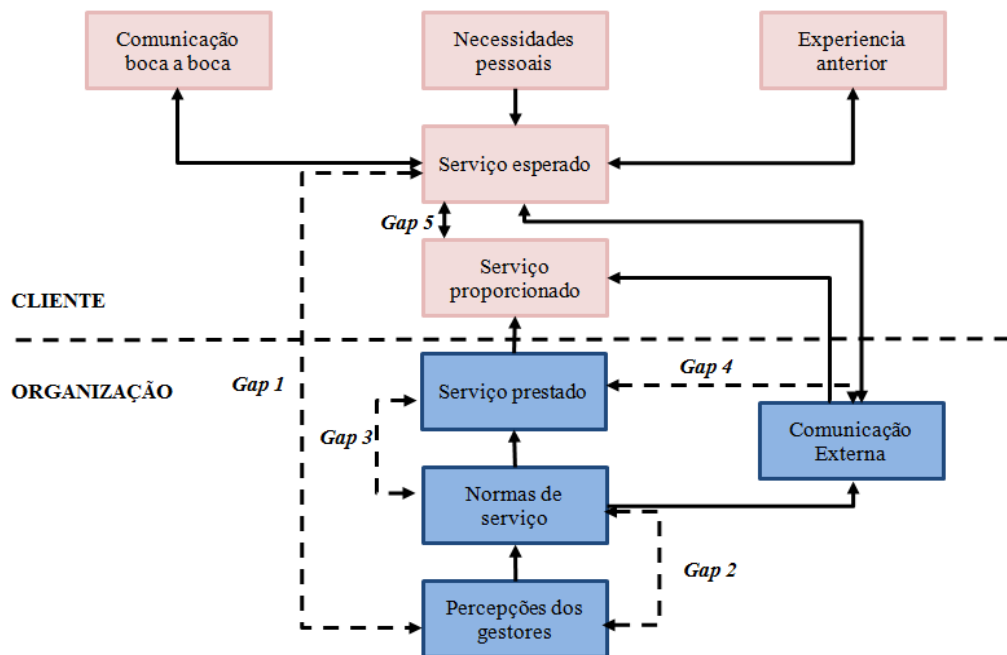 Comunicação
boca a boca
Necessidades
pessoais
Experiencia
anterior
Serviço esperado
Gap 5
Serviço
proporcionado
CLIENTE
ORGANIZAÇÃO
Gap 1
Serviço prestado
Gap 4
Gap 3
Comunicação
Externa
Normas de
serviço
Gap 2
Percepções dos
gestores